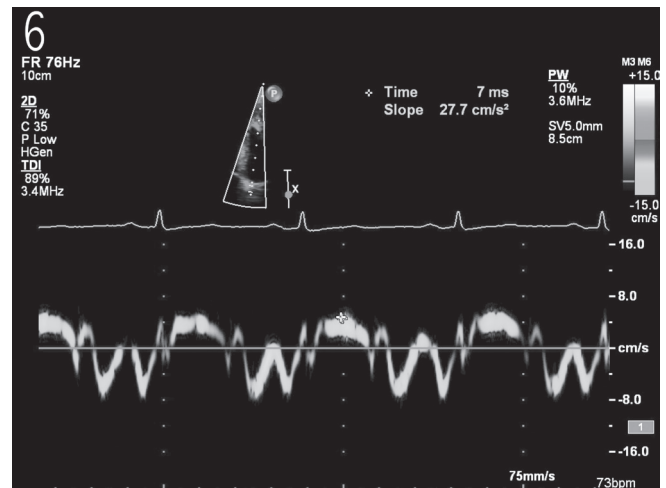 6
FR 76Hz
10cm
2D
71%
C 35
P Low
HGen
TDI
89%
3.4MHz
P
X
Time 7 ms
Slope 27.7 cm/s²
PW
10%
3.6MHz
SV5.0mm
8.5cm
M3 M6
+15.0
-15.0
cm/s
16.0
8.0
cm/s
-8.0
1
-16.0
75mm/s
73bpm